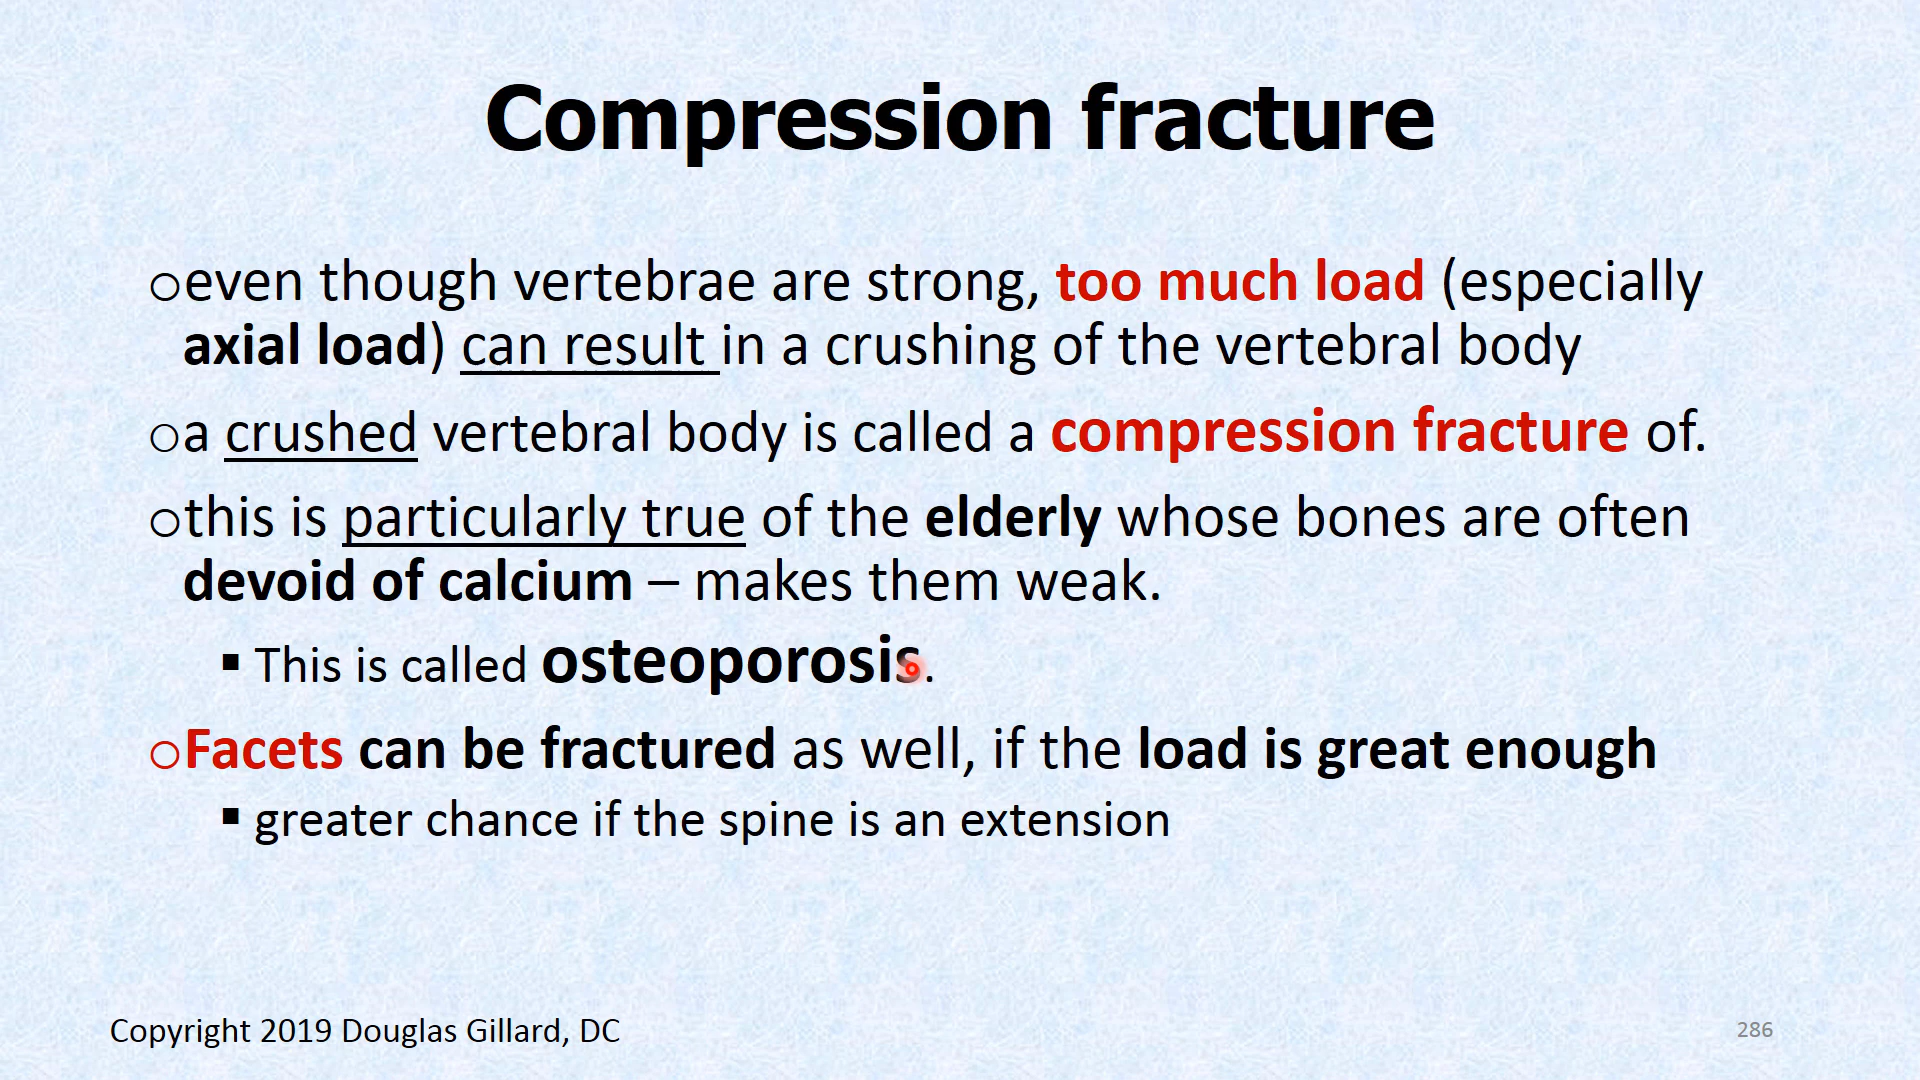 Compression fracture
even though vertebrae are strong, too much load (especially
axial load) can result in a crushing of the vertebral body
a crushed vertebral body is called a compression fracture of.
this is particularly true of the elderly whose bones are often
devoid of calcium – makes them weak.
This is called osteoporosis.
Facets can be fractured as well, if the load is great enough
greater chance if the spine is an extension
Copyright 2019 Douglas Gillard, DC
286